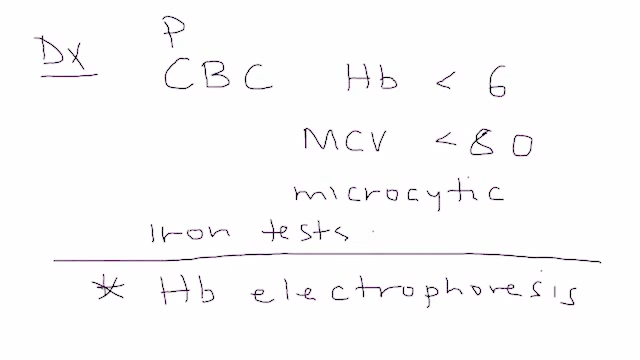 P
Dx CBC Hb < 6
MCV < 80
microcytic
Iron tests.
* Hb electrophoresis